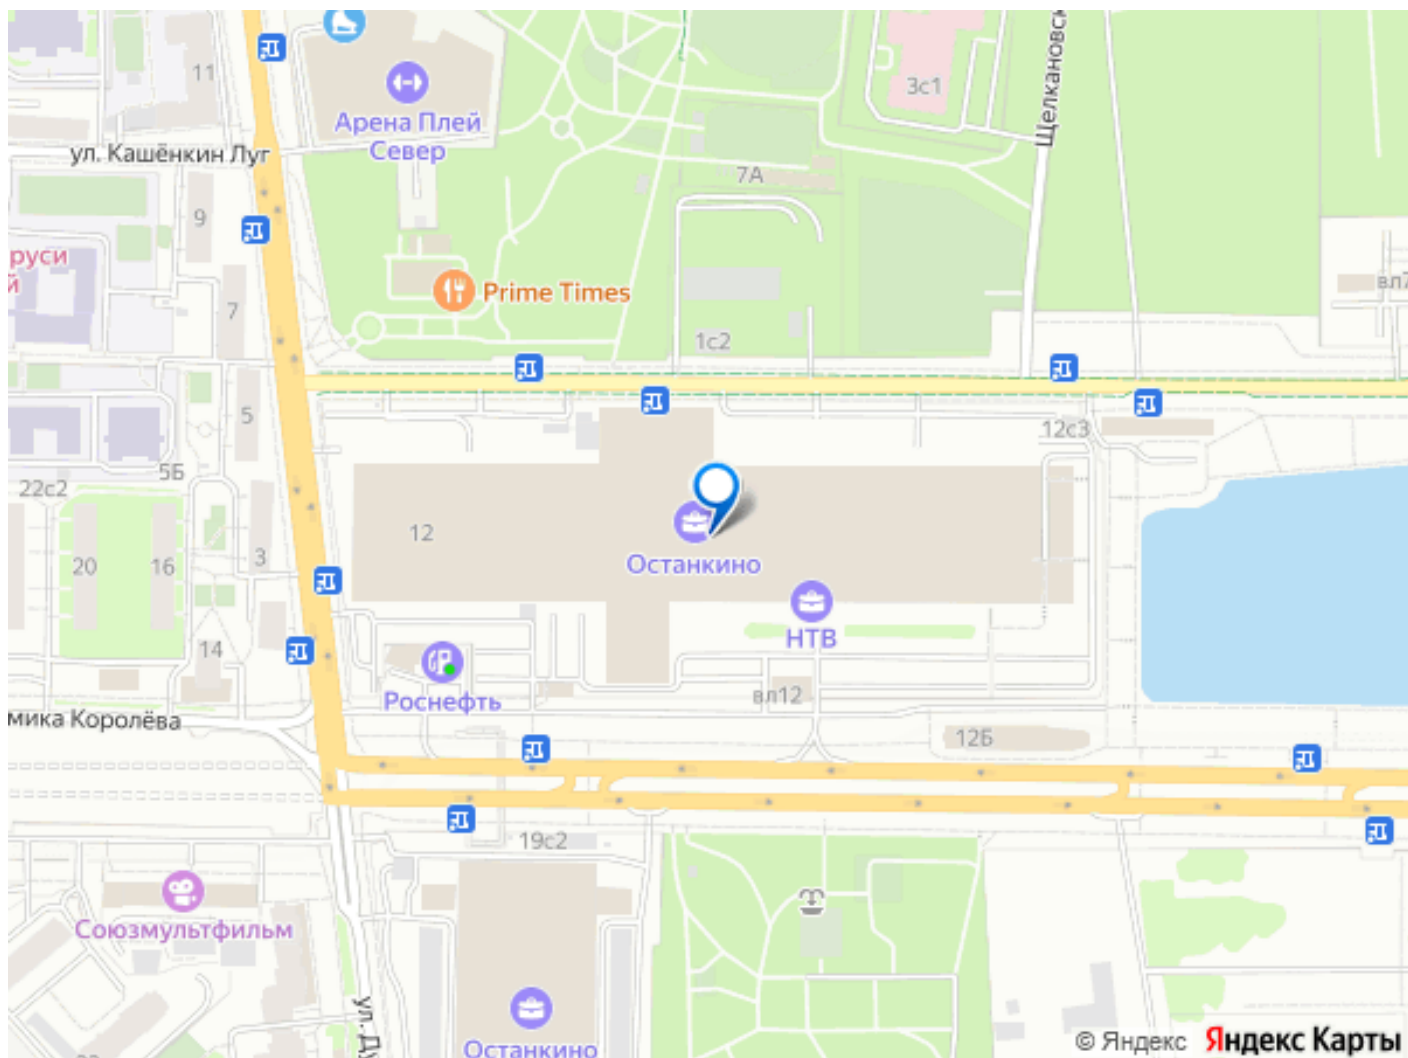 11
3с1
Щелкановск
Арена Плей
Север
ул. Кашёнкин Луг
7А
9
руси
й
Prime Times
вл7
7
1с2
5
12с3
5Б
22с2
12
20
16
3
Останкино
НТВ
14
Роснефть
вл12
мика Королёва
12Б
19с2
Союзмультфильм
ул. Ду
Останкино
© Яндекс Яндекс Карты